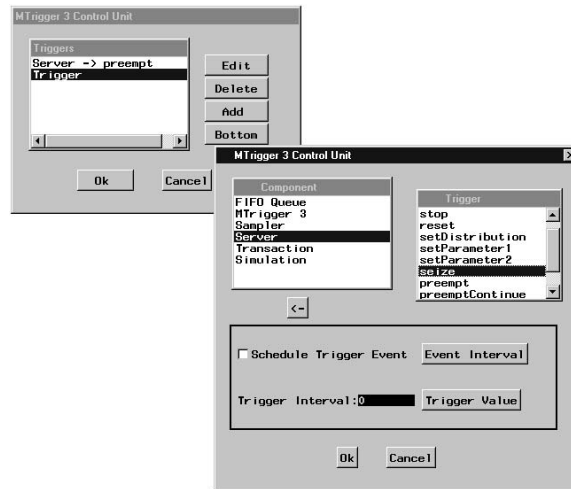 MTrigger 3 Control Unit
Triggers
Server -> preempt
Trigger
Edit
Delete
Add
Bottom
Ok
Cancel
MTrigger 3 Control Unit
Component
FIFO Queue
MTrigger 3
Sampler
Server
Transaction
Simulation
<-
Trigger
stop
reset
setDistribution
setParameter1
setParameter2
seize
preempt
preemptContinue
Schedule Trigger Event
Event Interval
Trigger Interval:0
Trigger Value
Ok
Cancel